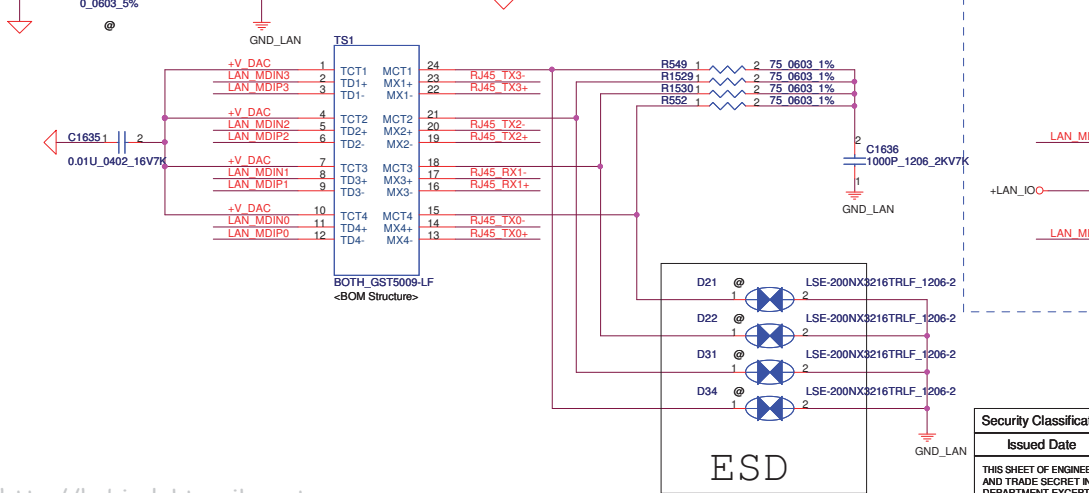 0_0603_5%
@
GND_LAN
TS1
+V_DAC 1 TCT1 MCT1 24
LAN_MDIN3 2 TD1+ MX1+ 23 RJ45_TX3-
LAN_MDIP3 3 TD1- MX1- 22 RJ45_TX3+
+V_DAC 4 TCT2 MCT2 21
LAN_MDIN2 5 TD2+ MX2+ 20 RJ45_TX2-
LAN_MDIP2 6 TD2- MX2- 19 RJ45_TX2+
+V_DAC 7 TCT3 MCT3 18
LAN_MDIN1 8 TD3+ MX3+ 17 RJ45_RX1-
LAN_MDIP1 9 TD3- MX3- 16 RJ45_RX1+
+V_DAC 10 TCT4 MCT4 15
LAN_MDIN0 11 TD4+ MX4+ 14 RJ45_TX0-
LAN_MDIP0 12 TD4- MX4- 13 RJ45_TX0+
BOTH_GST5009-LF
<BOM Structure>
C1635 1 2
0.01U_0402_16V7K
R549 1 2 75_0603_1%
R1529 1 2 75_0603_1%
R1530 1 2 75_0603_1%
R552 1 2 75_0603_1%
2
C1636
1000P_1206_2KV7K
1
GND_LAN
LAN_M
+LAN_IO
LAN_M
D21 @ LSE-200NX3216TRLF_1206-2
1 2
D22 @ LSE-200NX3216TRLF_1206-2
1 2
D31 @ LSE-200NX3216TRLF_1206-2
1 2
D34 @ LSE-200NX3216TRLF_1206-2
1 2
GND_LAN
ESD
Security Classifica
Issued Date
THIS SHEET OF ENGINEE
AND TRADE SECRET IN
DEPARTMENT EXCEPT